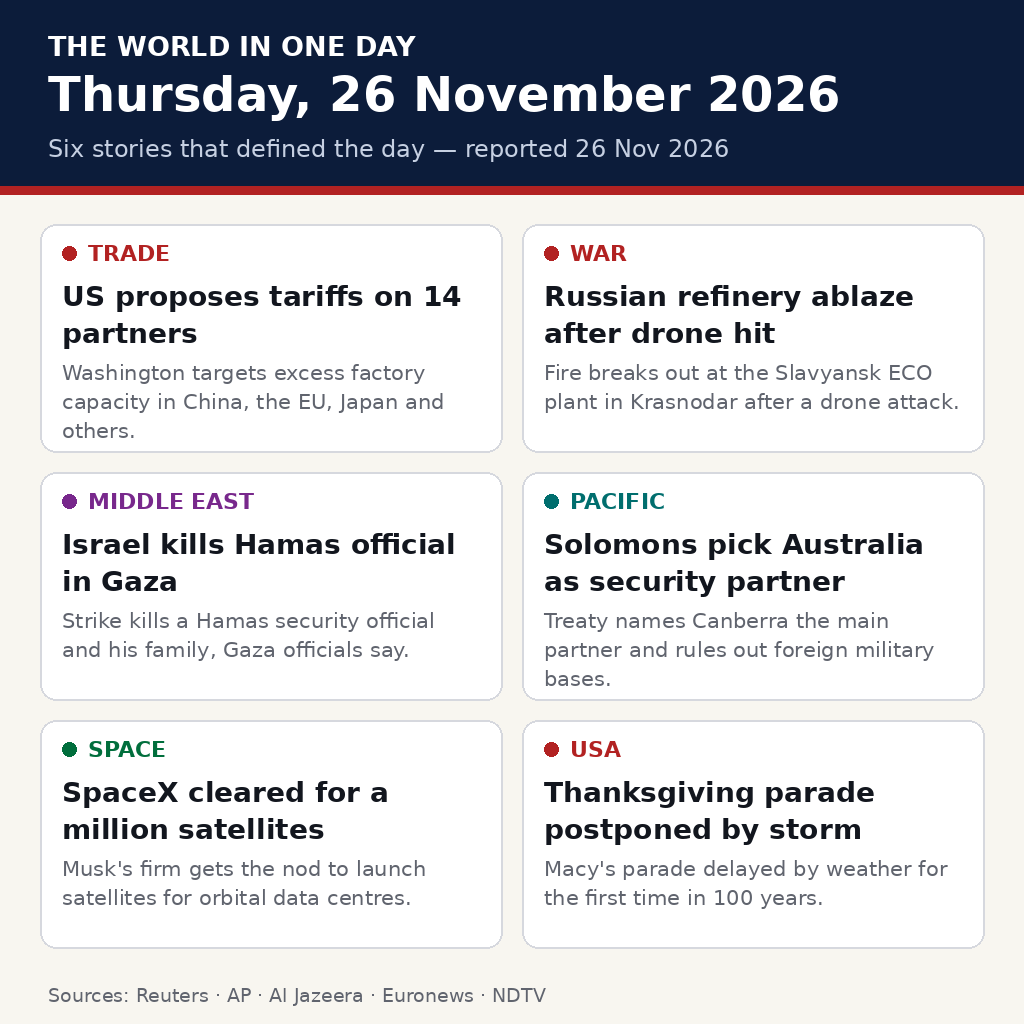 THE WORLD IN ONE DAY
Thursday, 26 November 2026
Six stories that defined the day — reported 26 Nov 2026
TRADE
US proposes tariffs on 14
partners
Washington targets excess factory
capacity in China, the EU, Japan and
others.
WAR
Russian refinery ablaze
after drone hit
Fire breaks out at the Slavyansk ECO
plant in Krasnodar after a drone attack.
MIDDLE EAST
Israel kills Hamas official
in Gaza
Strike kills a Hamas security official
and his family, Gaza officials say.
PACIFIC
Solomons pick Australia
as security partner
Treaty names Canberra the main
partner and rules out foreign military
bases.
SPACE
SpaceX cleared for a
million satellites
Musk's firm gets the nod to launch
satellites for orbital data centres.
USA
Thanksgiving parade
postponed by storm
Macy's parade delayed by weather for
the first time in 100 years.
Sources: Reuters · AP · Al Jazeera · Euronews · NDTV